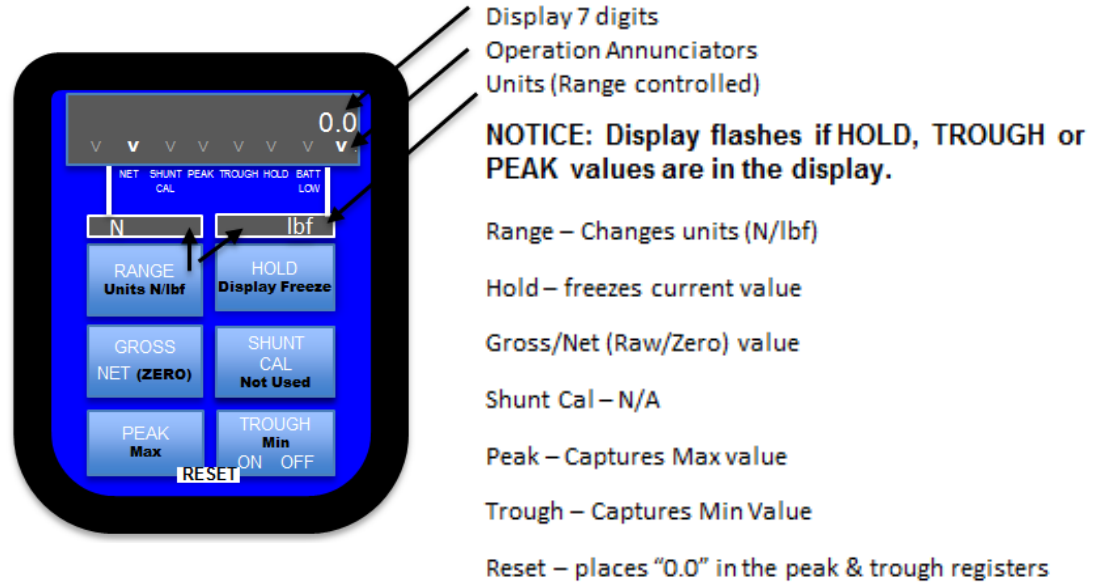 Display 7 digits
Operation Annunciators
Units (Range controlled)
NOTICE: Display flashes if HOLD, TROUGH or
PEAK values are in the display.
Range – Changes units (N/lbf)
Hold – freezes current value
Gross/Net (Raw/Zero) value
Shunt Cal – N/A
Peak – Captures Max value
Trough – Captures Min Value
Reset – places “0.0” in the peak & trough registers
0.0
V V V V V V V V
NET SHUNT PEAK TROUGH HOLD BATT
CAL LOW
N lbf
RANGE
Units N/lbf
HOLD
Display Freeze
GROSS
NET (ZERO)
SHUNT
CAL
Not Used
PEAK
Max
TROUGH
Min
ON OFF
RESET